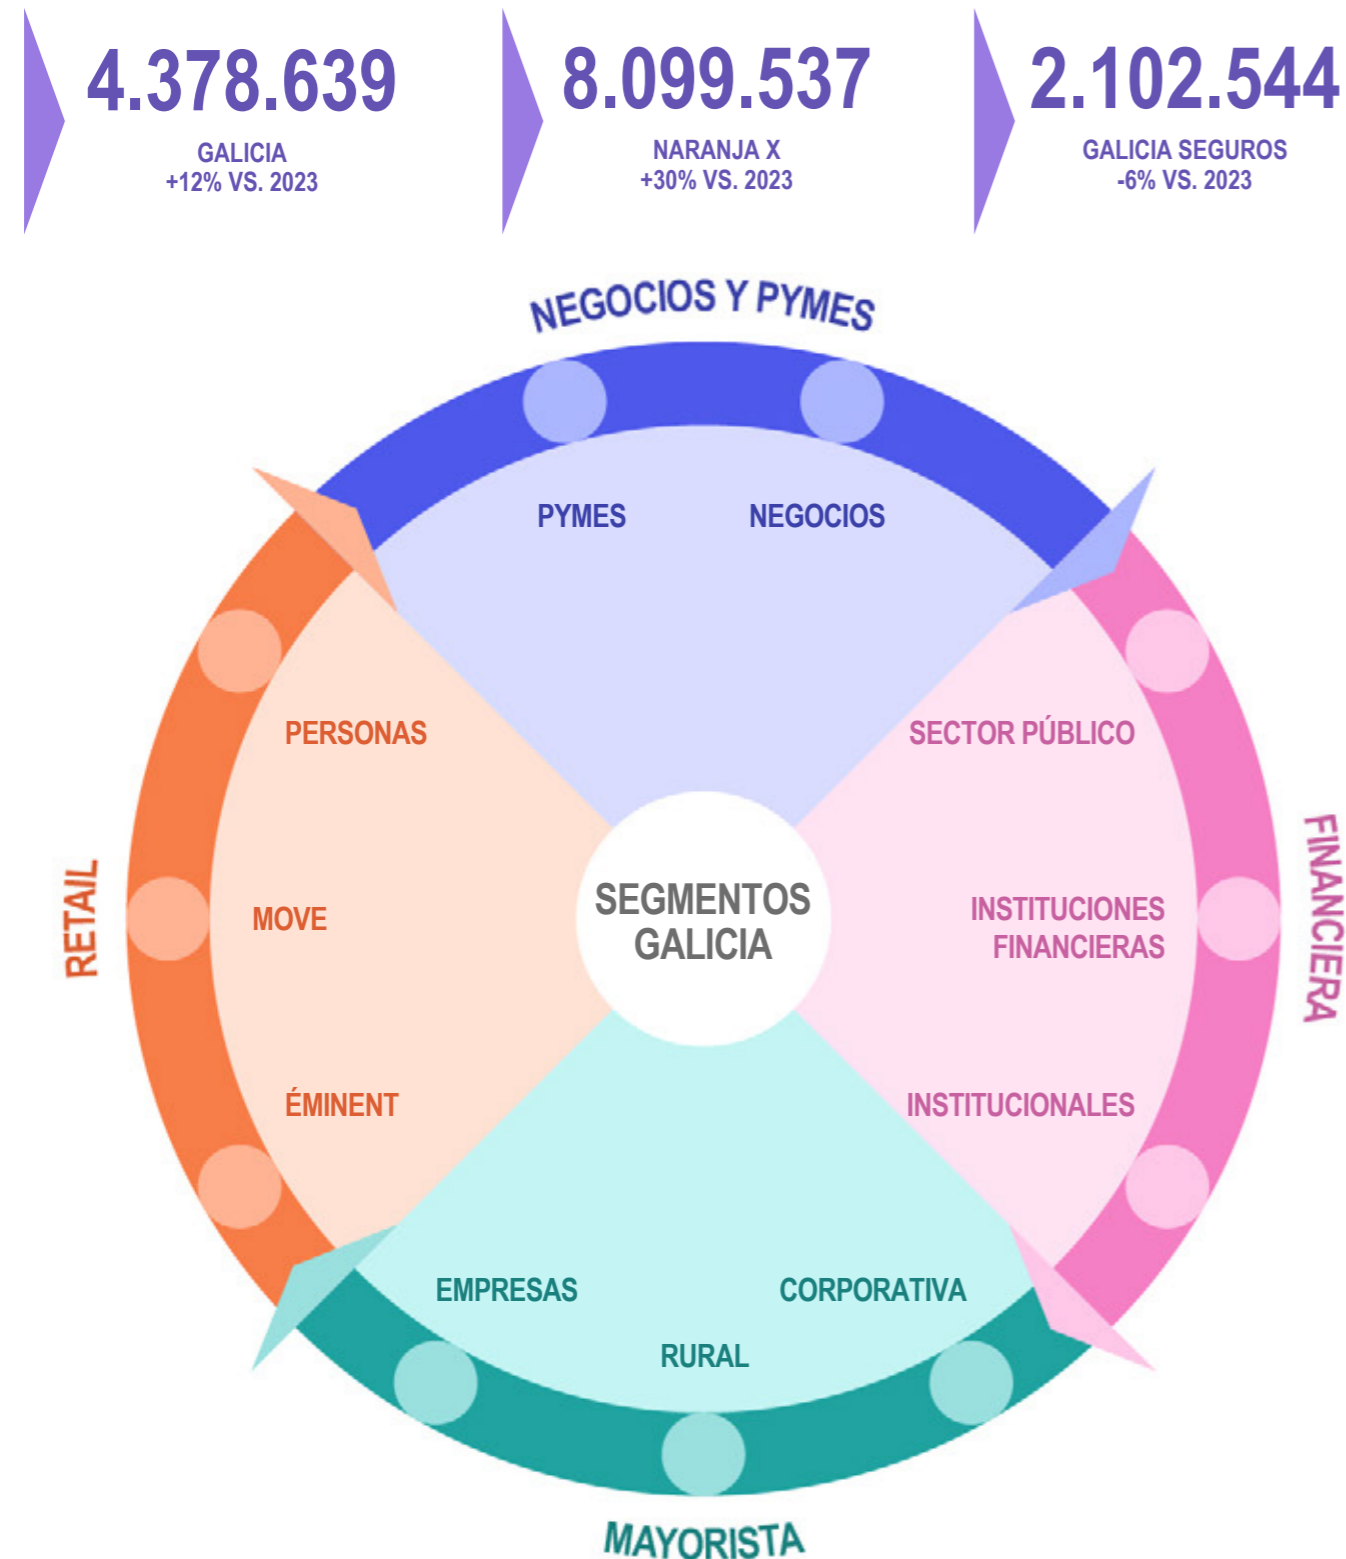 4.378.639
GALICIA
+12% VS. 2023
8.099.537
NARANJA X
+30% VS. 2023
2.102.544
GALICIA SEGUROS
-6% VS. 2023
NEGOCIOS Y PYMES
PYMES
NEGOCIOS
RETAIL
PERSONAS
MOVE
ÉMINENT
SEGMENTOS
GALICIA
FINANCIERA
SECTOR PÚBLICO
INSTITUCIONES
FINANCIERAS
INSTITUCIONALES
EMPRESAS
RURAL
CORPORATIVA
MAYORISTA